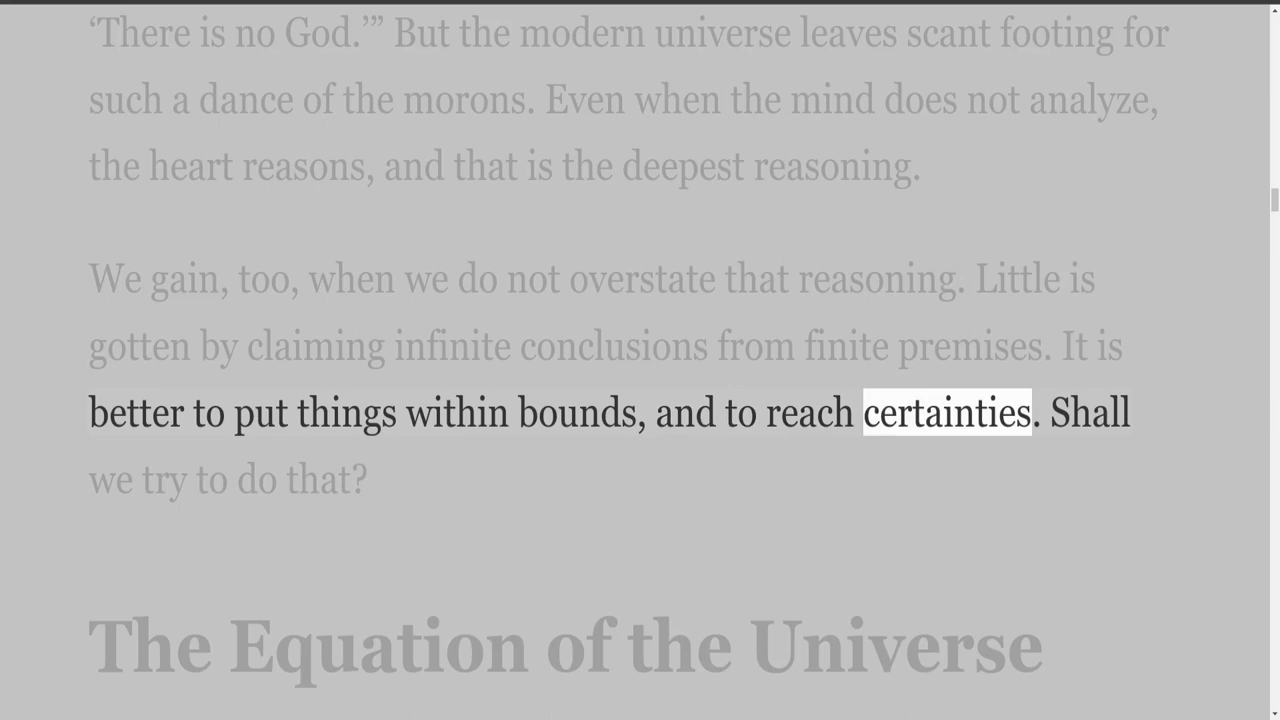 ‘There is no God.’” But the modern universe leaves scant footing for
such a dance of the morons. Even when the mind does not analyze,
the heart reasons, and that is the deepest reasoning.
We gain, too, when we do not overstate that reasoning. Little is
gotten by claiming infinite conclusions from finite premises. It is
better to put things within bounds, and to reach certainties. Shall
we try to do that?
The Equation of the Universe